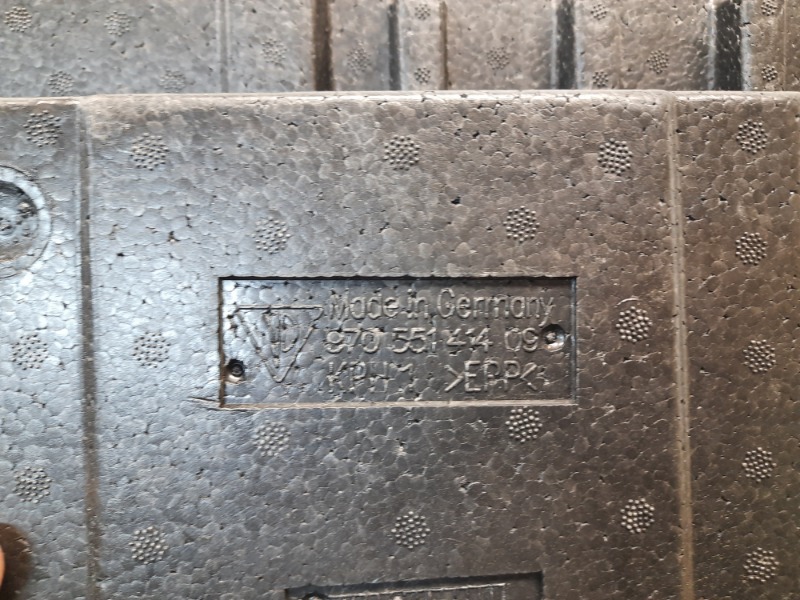 Made in Germany
970 551 414 09
KPHM >EPP<